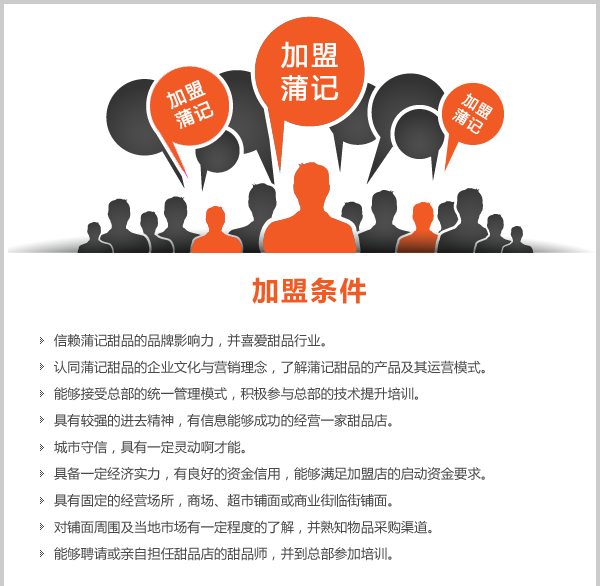 加盟
蒲记
加盟
蒲记
加盟
蒲记
加盟条件
信赖蒲记甜品的品牌影响力，并喜爱甜品行业。
认同蒲记甜品的企业文化与营销理念，了解蒲记甜品的产品及其运营模式。
能够接受总部的统一管理模式，积极参与总部的技术提升培训。
具有较强的进去精神，有信息能够成功的经营一家甜品店。
城市守信，具有一定灵动啊才能。
具备一定经济实力，有良好的资金信用，能够满足加盟店的启动资金要求。
具有固定的经营场所，商场、超市铺面或商业街临街铺面。
对铺面周围及当地市场有一定程度的了解，并熟知物品采购渠道。
能够聘请或亲自担任甜品店的甜品师，并到总部参加培训。